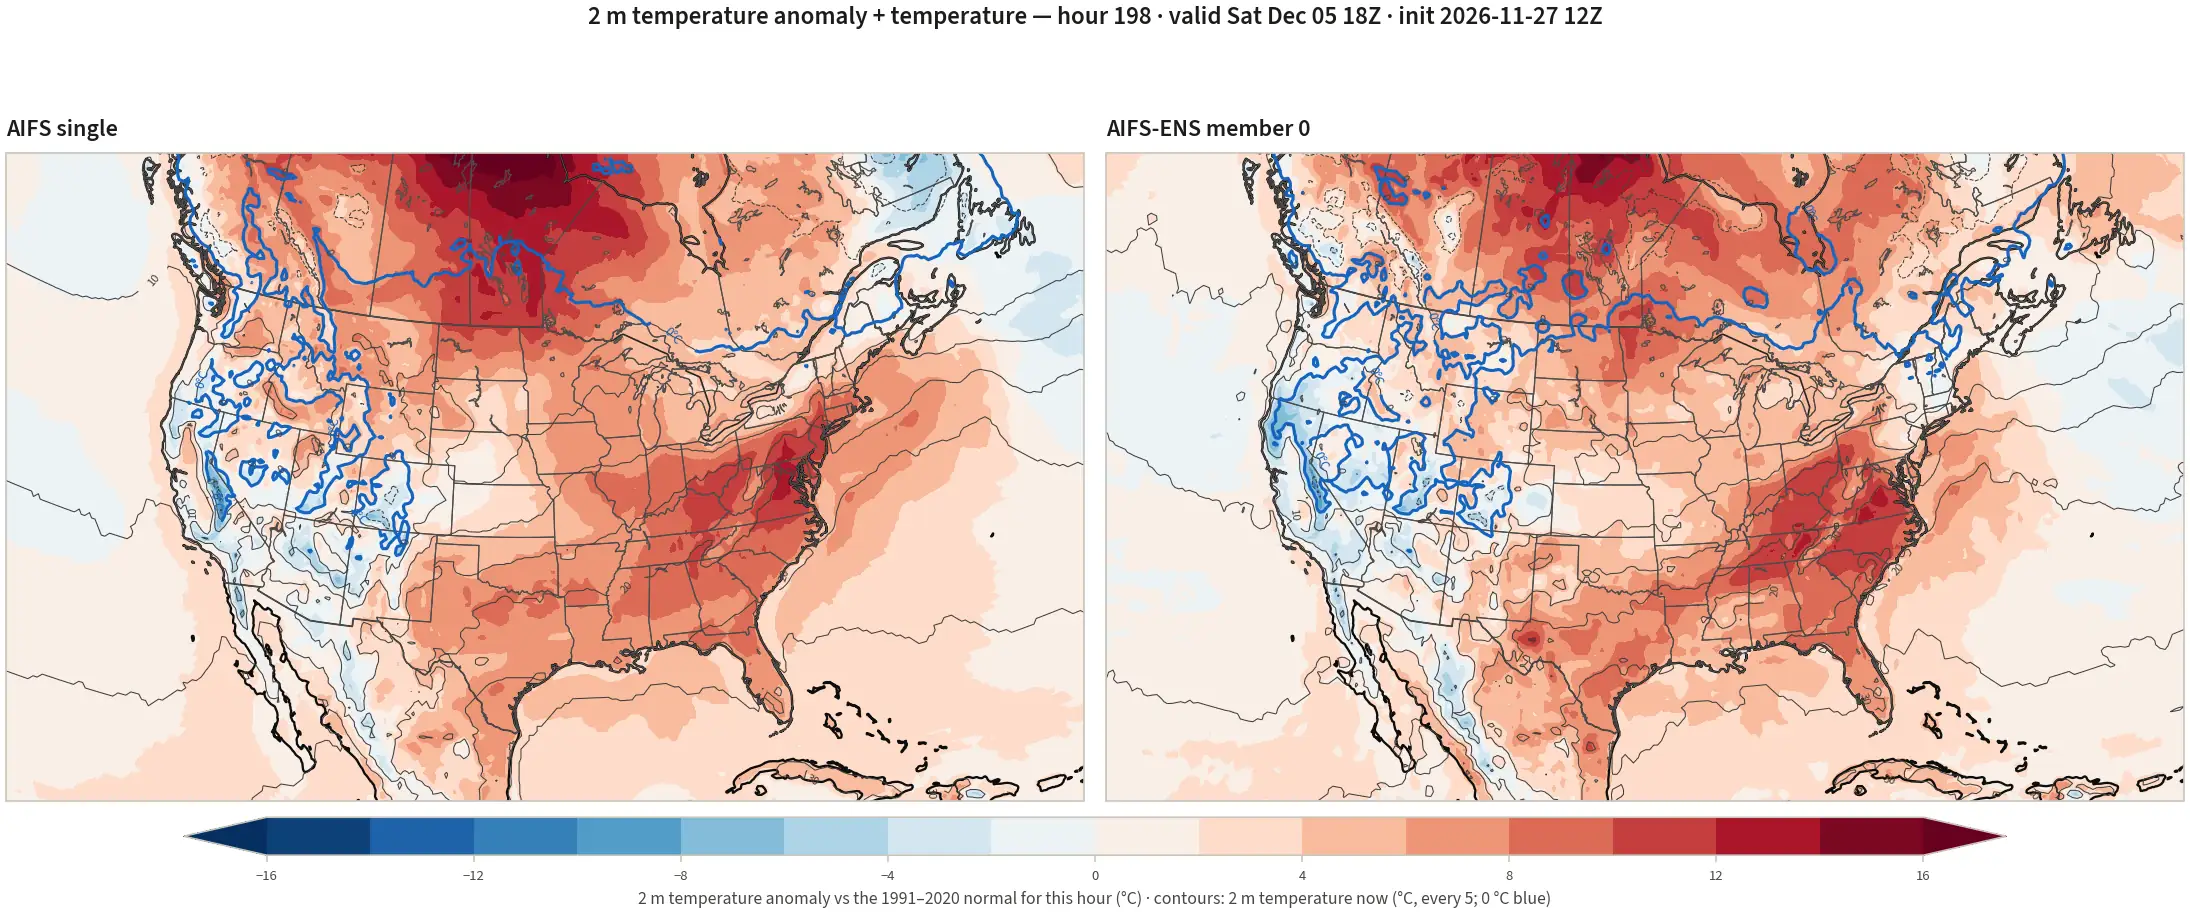 2 m temperature anomaly + temperature — hour 198 · valid Sat Dec 05 18Z · init 2026-11-27 12Z
AIFS single
AIFS-ENS member 0
−16 −12 −8 −4 0 4 8 12 16
2 m temperature anomaly vs the 1991–2020 normal for this hour (°C) · contours: 2 m temperature now (°C, every 5; 0 °C blue)